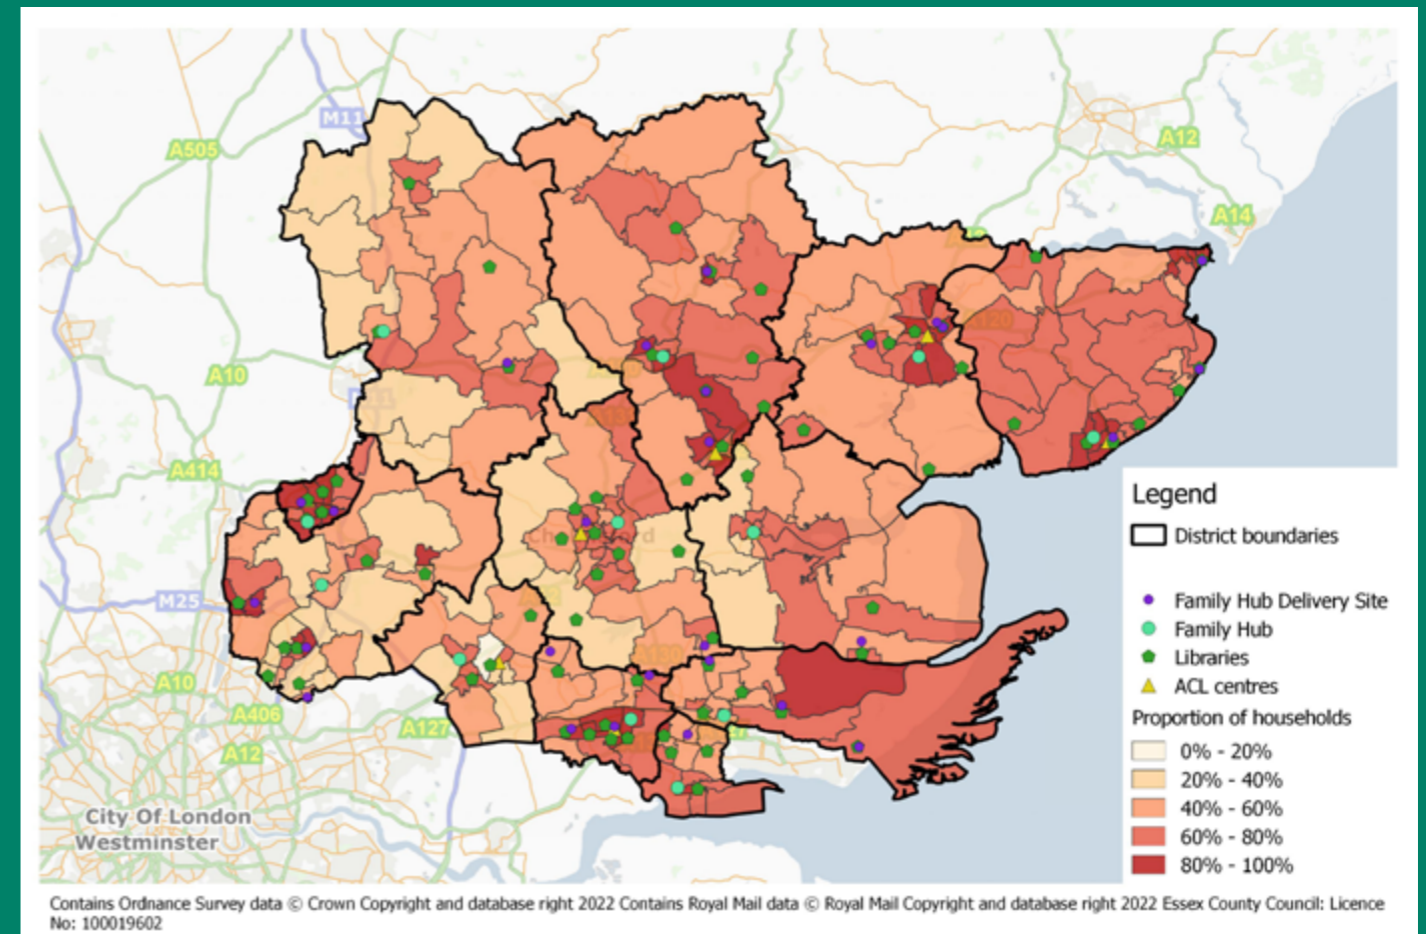 M11
A505
A12
A14
A120
A10
A414
Chelmsford
M25
A130
A10
A406
A127
A12
City Of London
Westminster
Legend
District boundaries
Family Hub Delivery Site
Family Hub
Libraries
ACL centres
Proportion of households
0% - 20%
20% - 40%
40% - 60%
60% - 80%
80% - 100%
Contains Ordnance Survey data © Crown Copyright and database right 2022 Contains Royal Mail data © Royal Mail Copyright and database right 2022 Essex County Council: Licence
No: 100019602